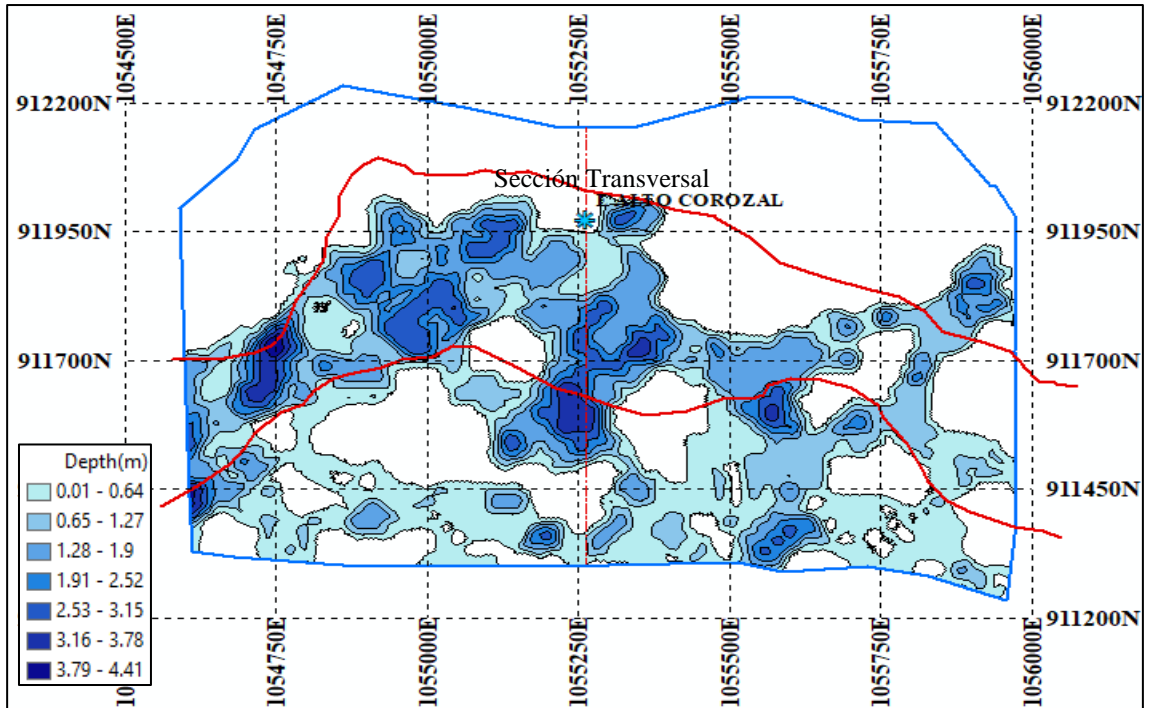 1054500E
1054750E
1055000E
1055250E
1055500E
1055750E
1056000E
912200N
912200N
Sección Transversal
ALTO COROZAL
911950N
911950N
911700N
911700N
Depth(m)
0.01 - 0.64
0.65 - 1.27
1.28 - 1.9
1.91 - 2.52
2.53 - 3.15
3.16 - 3.78
3.79 - 4.41
911450N
911200N
1054750E
1055000E
1055250E
1055500E
1055750E
1056000E